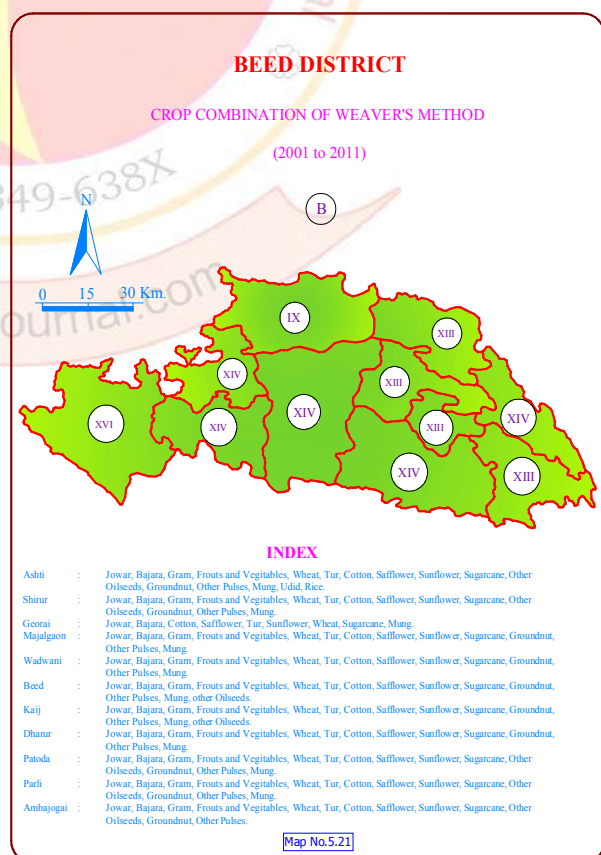 BEED DISTRICT
CROP COMBINATION OF WEAVER'S METHOD
(2001 to 2011)
349-638X
B
N
0 15 30 Km.
ournal.com
IX
XIII
XIV
XIII
XVI
XIV
XIV
XIII
XIV
XIV
XIII
INDEX
Ashti : Jowar, Bajara, Gram, Frouts and Vegitables, Wheat, Tur, Cotton, Safflower, Sunflower, Sugarcane, Other
Oilseeds, Groundnut, Other Pulses, Mung, Udid, Rice.
Shirur : Jowar, Bajara, Gram, Frouts and Vegitables, Wheat, Tur, Cotton, Safflower, Sunflower, Sugarcane, Other
Oilseeds, Groundnut, Other Pulses, Mung.
Georai : Jowar, Bajara, Cotton, Safflower, Tur, Sunflower, Wheat, Sugarcane, Mung.
Majalgaon : Jowar, Bajara, Gram, Frouts and Vegitables, Wheat, Tur, Cotton, Safflower, Sunflower, Sugarcane, Groundnut,
Other Pulses, Mung.
Wadwani : Jowar, Bajara, Gram, Frouts and Vegitables, Wheat, Tur, Cotton, Safflower, Sunflower, Sugarcane, Groundnut,
Other Pulses, Mung.
Beed : Jowar, Bajara, Gram, Frouts and Vegitables, Wheat, Tur, Cotton, Safflower, Sunflower, Sugarcane, Groundnut,
Other Pulses, Mung, other Oilseeds.
Kaij : Jowar, Bajara, Gram, Frouts and Vegitables, Wheat, Tur, Cotton, Safflower, Sunflower, Sugarcane, Groundnut,
Other Pulses, Mung, other Oilseeds.
Dharur : Jowar, Bajara, Gram, Frouts and Vegitables, Wheat, Tur, Cotton, Safflower, Sunflower, Sugarcane, Groundnut,
Other Pulses, Mung.
Patoda : Jowar, Bajara, Gram, Frouts and Vegitables, Wheat, Tur, Cotton, Safflower, Sunflower, Sugarcane, Other
Oilseeds, Groundnut, Other Pulses, Mung.
Parli : Jowar, Bajara, Gram, Frouts and Vegitables, Wheat, Tur, Cotton, Safflower, Sunflower, Sugarcane, Other
Oilseeds, Groundnut, Other Pulses, Mung.
Ambajogai : Jowar, Bajara, Gram, Frouts and Vegitables, Wheat, Tur, Cotton, Safflower, Sunflower, Sugarcane, Other
Oilseeds, Groundnut, Other Pulses.
Map No.5.21